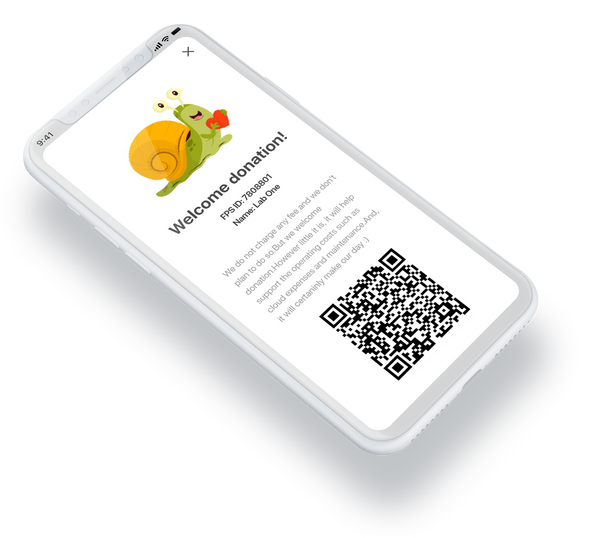 9:41
Welcome donation!
FPS ID: 7808801
Name: Lab One
We do not charge any fee and we don't
plan to do so.But we welcome
donation.However little it is, it will help
support the operating costs such as
cloud expenses and maintenance.And,
it will certaninly make our day :)